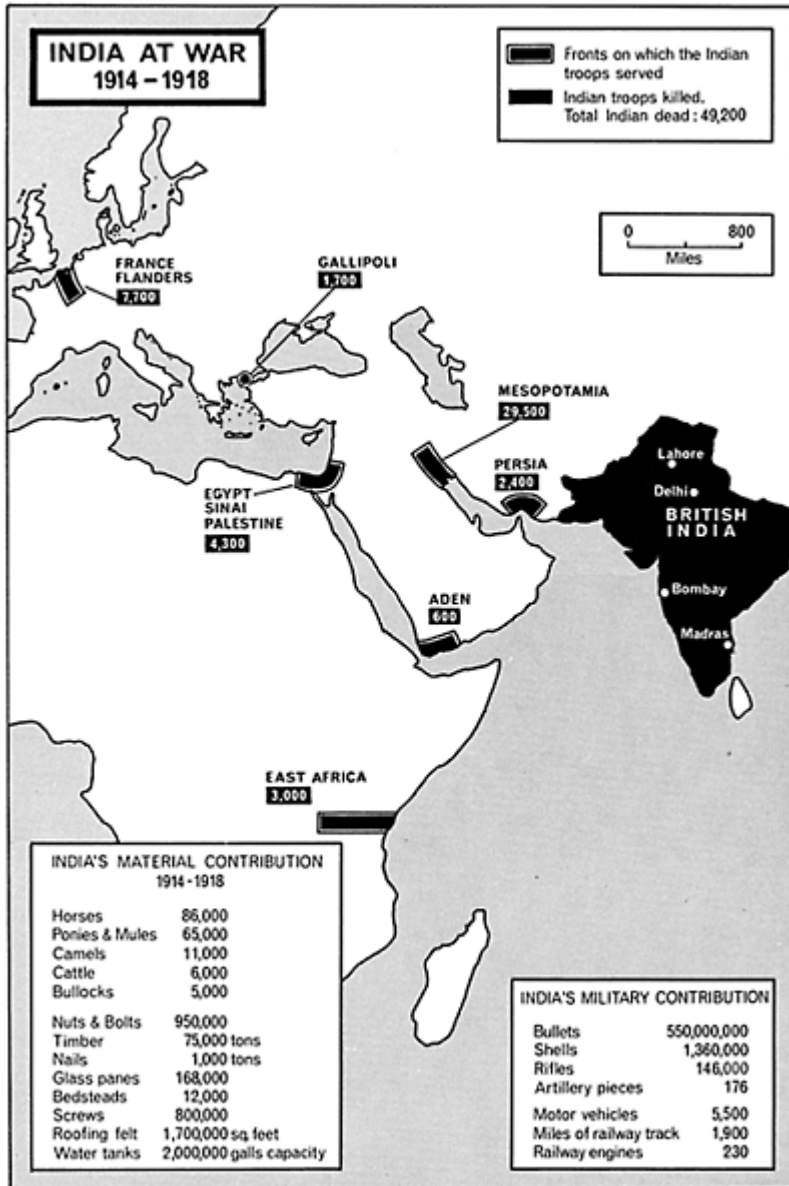 INDIA AT WAR
1914–1918
Fronts on which the Indian
troops served
Indian troops killed.
Total Indian dead: 49,200
0 800
Miles
FRANCE
FLANDERS
7,700
GALLIPOLI
1,700
MESOPOTAMIA
29,500
PERSIA
2,400
EGYPT
SINAI
PALESTINE
4,300
ADEN
600
Lahore
Delhi
BRITISH
INDIA
Bombay
Madras
EAST AFRICA
3,000
INDIA'S MATERIAL CONTRIBUTION
1914-1918
Horses 86,000
Ponies & Mules 65,000
Camels 11,000
Cattle 6,000
Bullocks 5,000
Nuts & Bolts 950,000
Timber 75,000 tons
Nails 1,000 tons
Glass panes 168,000
Bedsteads 12,000
Screws 800,000
Roofing felt 1,700,000 sq. feet
Water tanks 2,000,000 galls capacity
INDIA'S MILITARY CONTRIBUTION
Bullets 550,000,000
Shells 1,360,000
Rifles 146,000
Artillery pieces 176
Motor vehicles 5,500
Miles of railway track 1,900
Railway engines 230